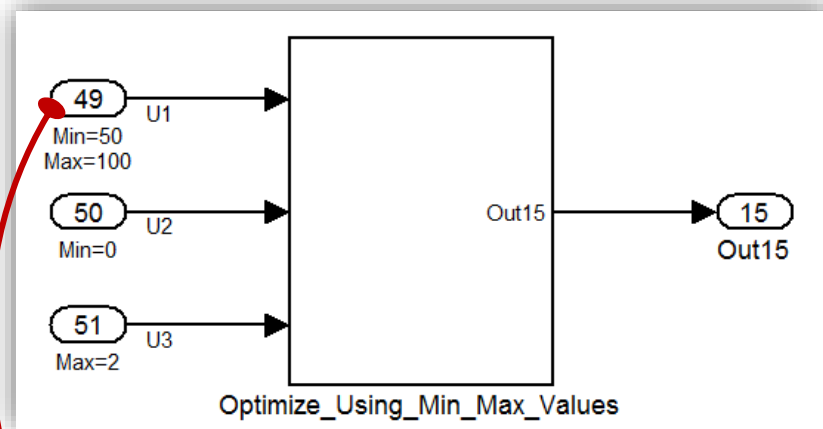 49
U1
Min=50
Max=100
50
U2
Min=0
51
U3
Max=2
Out15
15
Out15
Optimize_Using_Min_Max_Values